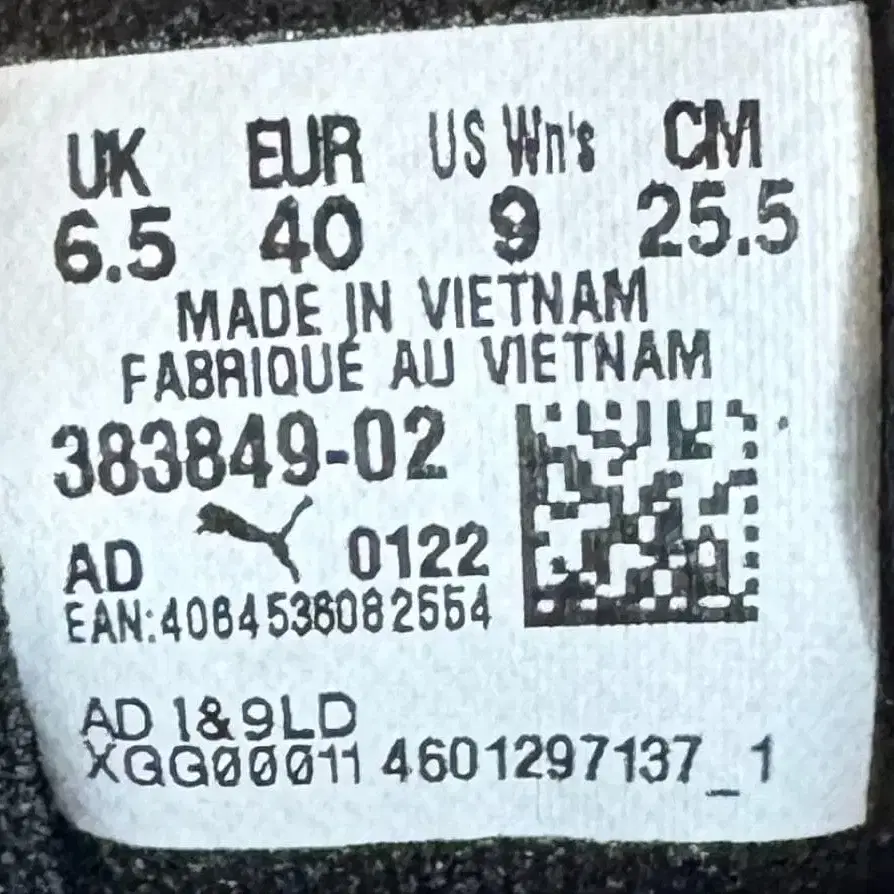 UK EUR US Wn's CM
6.5 40 9 25.5
MADE IN VIETNAM
FABRIQUÉ AU VIETNAM
383849-02
AD 0122
EAN:4064536082554
AD 1&9LD
XGG00011 4601297137_1